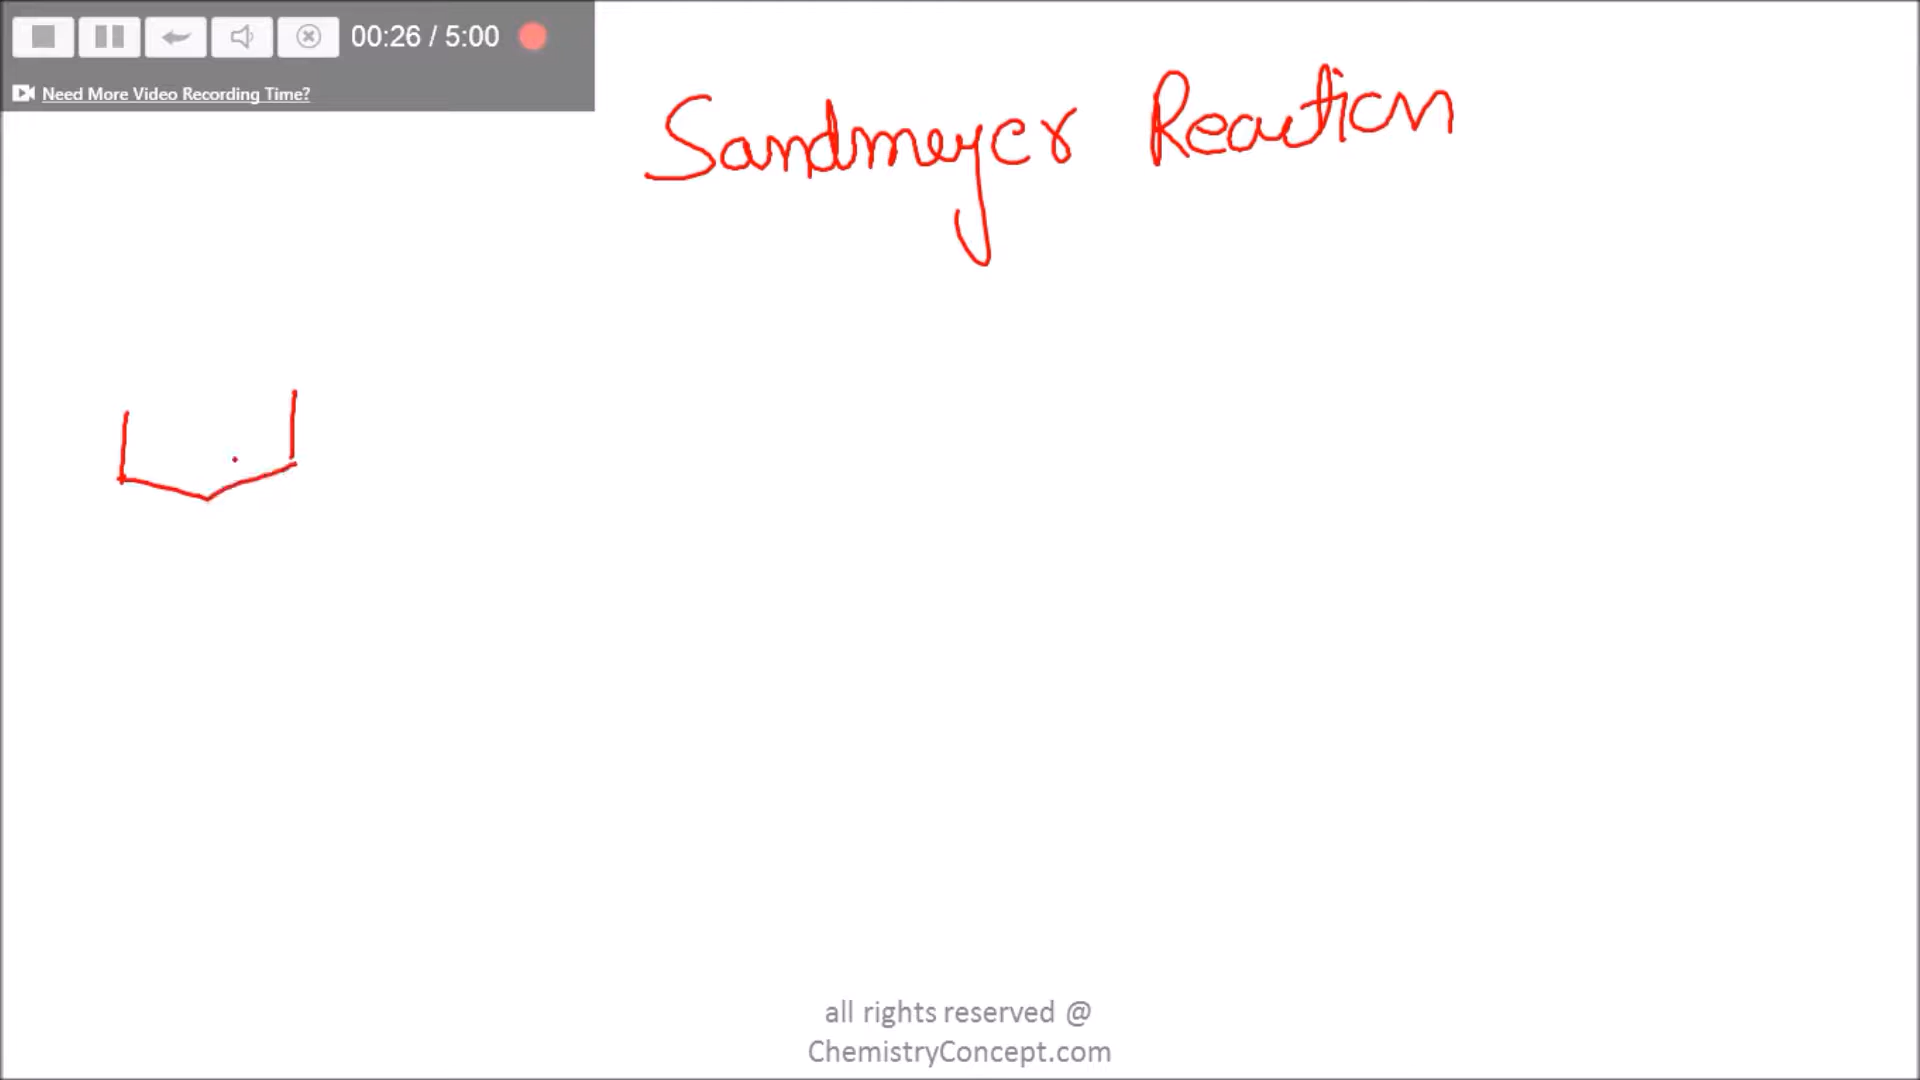 00:26 / 5:00
Need More Video Recording Time?
Sandmeyer Reaction
all rights reserved @
ChemistryConcept.com